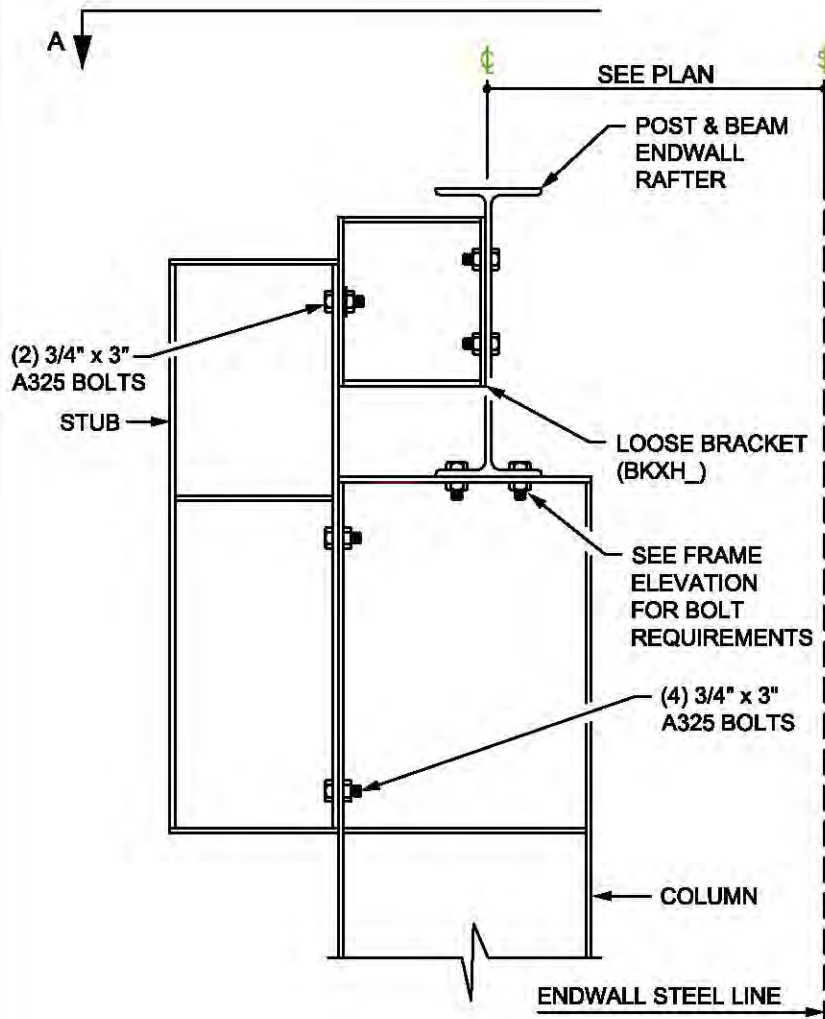 A
℄
SEE PLAN
POST & BEAM
ENDWALL
RAFTER
(2) 3/4" x 3"
A325 BOLTS
STUB
LOOSE BRACKET
(BKXH_)
SEE FRAME
ELEVATION
FOR BOLT
REQUIREMENTS
(4) 3/4" x 3"
A325 BOLTS
COLUMN
ENDWALL STEEL LINE